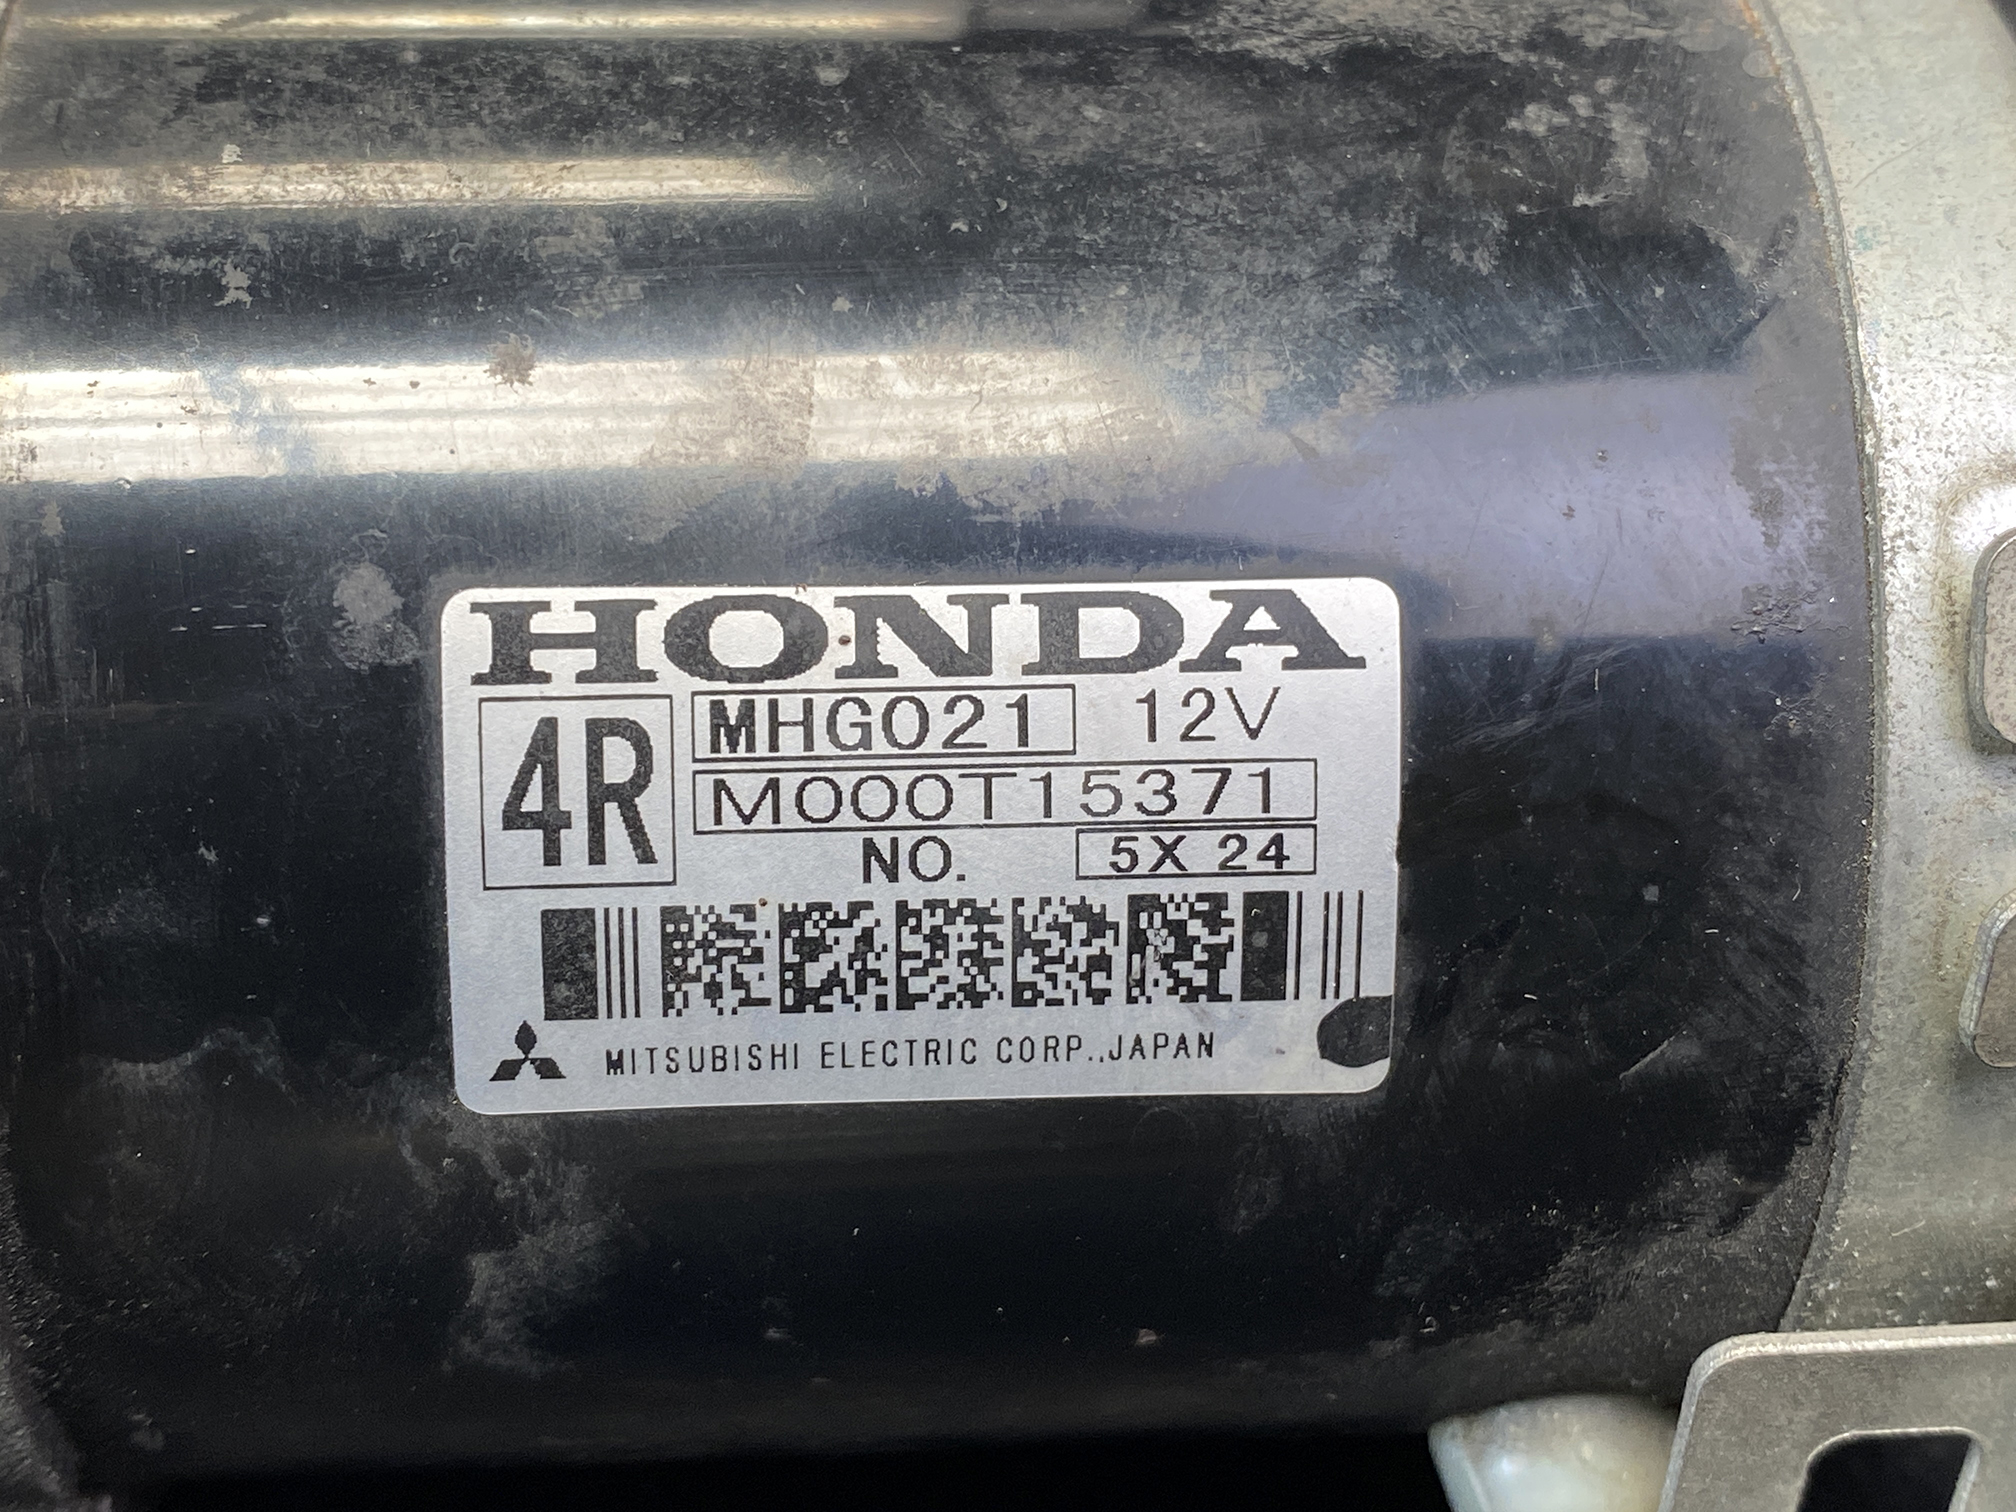 HONDA
4R
MHG021 12V
M000T15371
NO. 5X 24
MITSUBISHI ELECTRIC CORP.,JAPAN